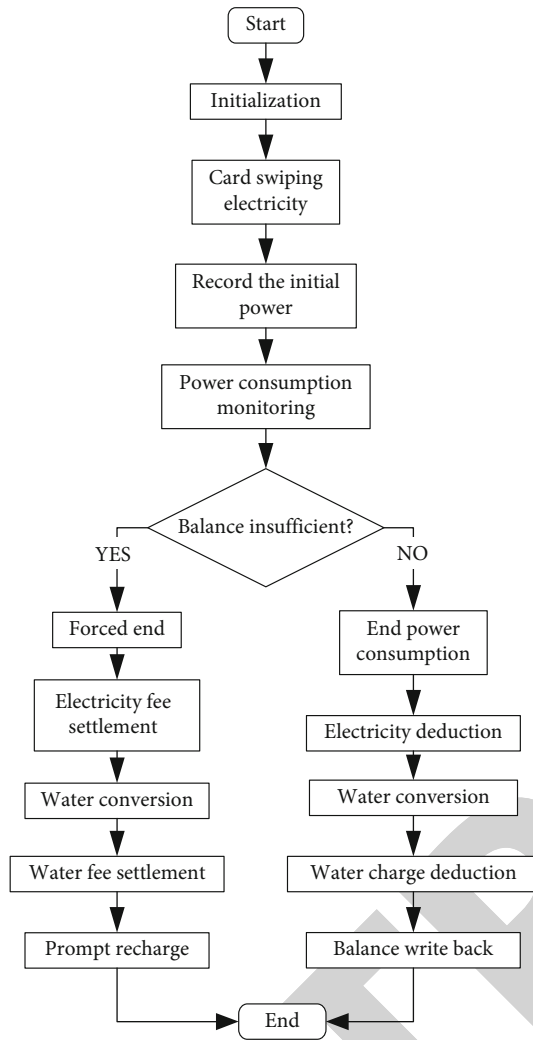 Start
Initialization
Card swiping
electricity
Record the initial
power
Power consumption
monitoring
Balance insufficient?
YES
NO
Forced end
End power
consumption
Electricity fee
settlement
Electricity deduction
Water conversion
Water conversion
Water fee settlement
Water charge deduction
Prompt recharge
Balance write back
End